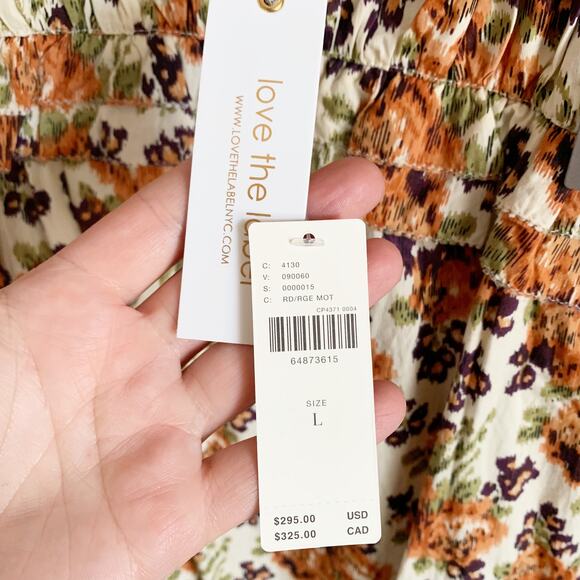 love the label
WWW.LOVETHELABELNYC.COM
C: 4130
V: 090060
S: 0000015
C: RD/RGE MOT
CP4371 0004
64873615
SIZE
L
$295.00 USD
$325.00 CAD